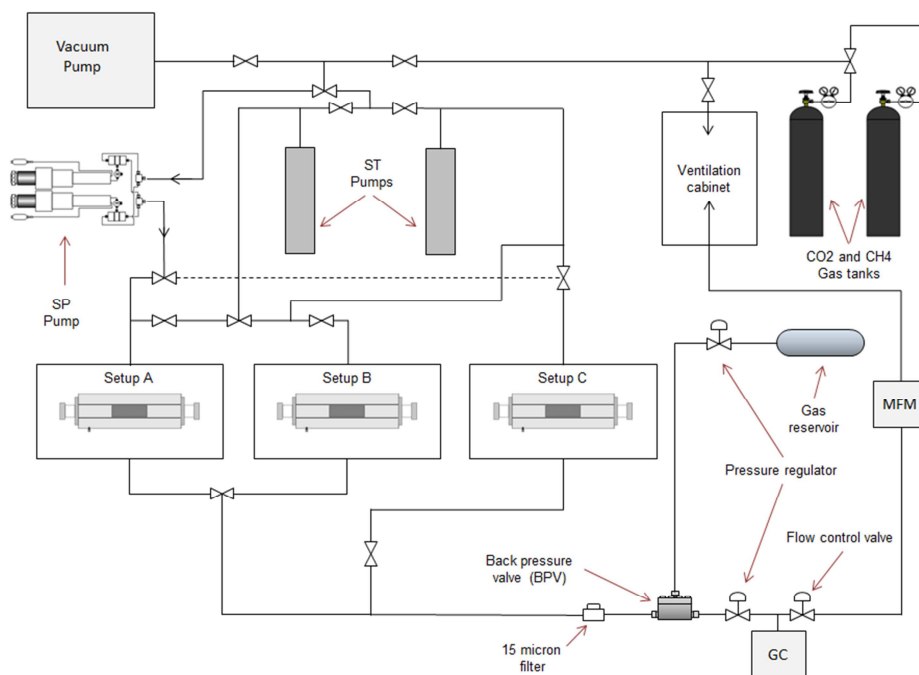 Vacuum
Pump
ST
Pumps
Ventilation
cabinet
CO2 and CH4
Gas tanks
SP
Pump
Setup A
Setup B
Setup C
Gas
reservoir
MFM
Pressure regulator
Flow control valve
Back pressure
valve (BPV)
15 micron
filter
GC